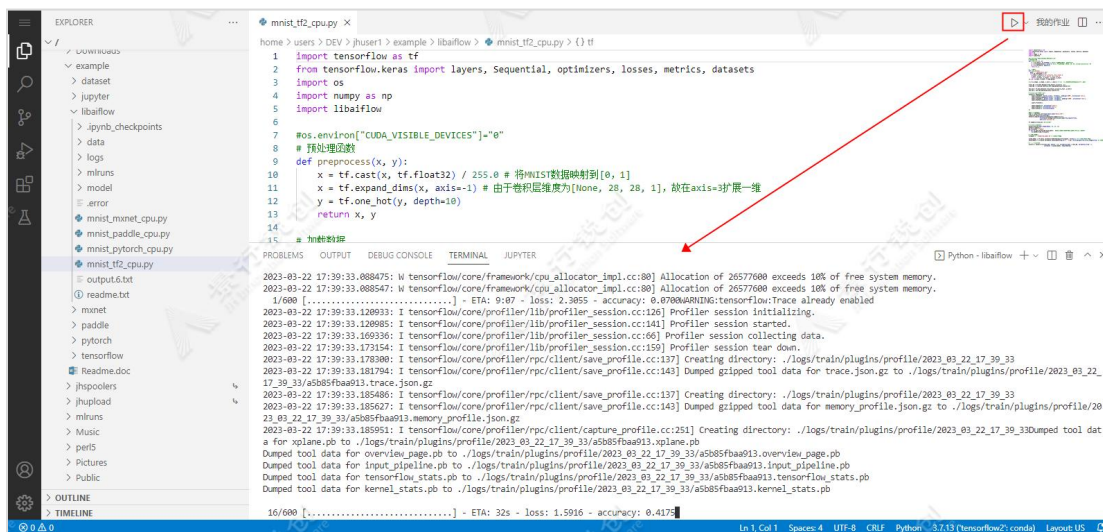 EXPLORER
mnist_tf2_cpu.py
我的作业
/
home > users > DEV > jhuser1 > example > libaiflow > mnist_tf2_cpu.py > {} tf
Downloads
example
dataset
jupyter
libaiflow
.ipynb_checkpoints
data
logs
mlruns
model
.error
mnist_mxnet_cpu.py
mnist_paddle_cpu.py
mnist_pytorch_cpu.py
mnist_tf2_cpu.py
output.6.txt
readme.txt
mxnet
paddle
pytorch
tensorflow
Readme.doc
jhspoolers
jhupload
mlruns
Music
perl5
Pictures
Public
OUTLINE
TIMELINE
1 import tensorflow as tf
2 from tensorflow.keras import layers, Sequential, optimizers, losses, metrics, datasets
3 import os
4 import numpy as np
5 import libaiflow
6
7 #os.environ["CUDA_VISIBLE_DEVICES"]="0"
8 # 预处理函数
9 def preprocess(x, y):
10 x = tf.cast(x, tf.float32) / 255.0 # 将MNIST数据映射到[0, 1]
11 x = tf.expand_dims(x, axis=-1) # 由于卷积层维度为[None, 28, 28, 1], 故在axis=3扩展一维
12 y = tf.one_hot(y, depth=10)
13 return x, y
14
15 # 加载数据
PROBLEMS OUTPUT DEBUG CONSOLE TERMINAL JUPYTER
Python - libaiflow
2023-03-22 17:39:33.088475: W tensorflow/core/framework/cpu_allocator_impl.cc:80] Allocation of 26577600 exceeds 10% of free system memory.
2023-03-22 17:39:33.088547: W tensorflow/core/framework/cpu_allocator_impl.cc:80] Allocation of 26577600 exceeds 10% of free system memory.
1/600 [..............................] - ETA: 9:07 - loss: 2.3055 - accuracy: 0.0700WARNING:tensorflow:Trace already enabled
2023-03-22 17:39:33.120933: I tensorflow/core/profiler/lib/profiler_session.cc:126] Profiler session initializing.
2023-03-22 17:39:33.120985: I tensorflow/core/profiler/lib/profiler_session.cc:141] Profiler session started.
2023-03-22 17:39:33.169336: I tensorflow/core/profiler/lib/profiler_session.cc:66] Profiler session collecting data.
2023-03-22 17:39:33.173154: I tensorflow/core/profiler/lib/profiler_session.cc:159] Profiler session tear down.
2023-03-22 17:39:33.178300: I tensorflow/core/profiler/rpc/client/save_profile.cc:137] Creating directory: ./logs/train/plugins/profile/2023_03_22_17_39_33
2023-03-22 17:39:33.181794: I tensorflow/core/profiler/rpc/client/save_profile.cc:143] Dumped gzipped tool data for trace.json.gz to ./logs/train/plugins/profile/2023_03_22_
17_39_33/a5b85fbaa913.trace.json.gz
2023-03-22 17:39:33.185486: I tensorflow/core/profiler/rpc/client/save_profile.cc:137] Creating directory: ./logs/train/plugins/profile/2023_03_22_17_39_33
2023-03-22 17:39:33.185627: I tensorflow/core/profiler/rpc/client/save_profile.cc:143] Dumped gzipped tool data for memory_profile.json.gz to ./logs/train/plugins/profile/20
23_03_22_17_39_33/a5b85fbaa913.memory_profile.json.gz
2023-03-22 17:39:33.185951: I tensorflow/core/profiler/rpc/client/capture_profile.cc:251] Creating directory: ./logs/train/plugins/profile/2023_03_22_17_39_33Dumped tool dat
a for xplane.pb to ./logs/train/plugins/profile/2023_03_22_17_39_33/a5b85fbaa913.xplane.pb
Dumped tool data for overview_page.pb to ./logs/train/plugins/profile/2023_03_22_17_39_33/a5b85fbaa913.overview_page.pb
Dumped tool data for input_pipeline.pb to ./logs/train/plugins/profile/2023_03_22_17_39_33/a5b85fbaa913.input_pipeline.pb
Dumped tool data for tensorflow_stats.pb to ./logs/train/plugins/profile/2023_03_22_17_39_33/a5b85fbaa913.tensorflow_stats.pb
Dumped tool data for kernel_stats.pb to ./logs/train/plugins/profile/2023_03_22_17_39_33/a5b85fbaa913.kernel_stats.pb
16/600 [..............................] - ETA: 32s - loss: 1.5916 - accuracy: 0.4175
0 0
Ln 1, Col 1 Spaces: 4 UTF-8 CRLF Python 3.7.13 ('tensorflow2': conda) Layout: US